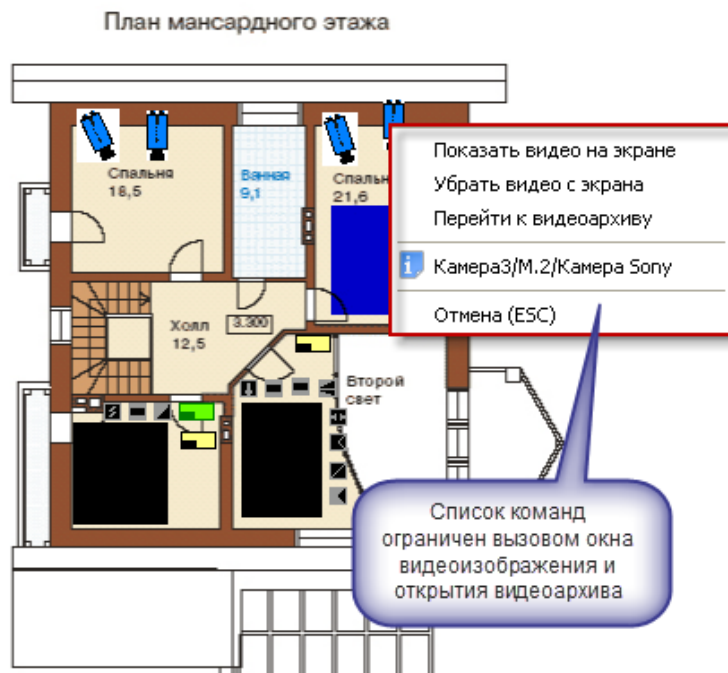 План мансардного этажа
Спальня
18,5
Ванная
9,1
Спальн
21,6
Показать видео на экране
Убрать видео с экрана
Перейти к видеоархиву
Камера3/М.2/Камера Sony
Отмена (ESC)
Холл
12,5
3.300
Второй
свет
Список команд
ограничен вызовом окна
видеоизображения и
открытия видеоархива